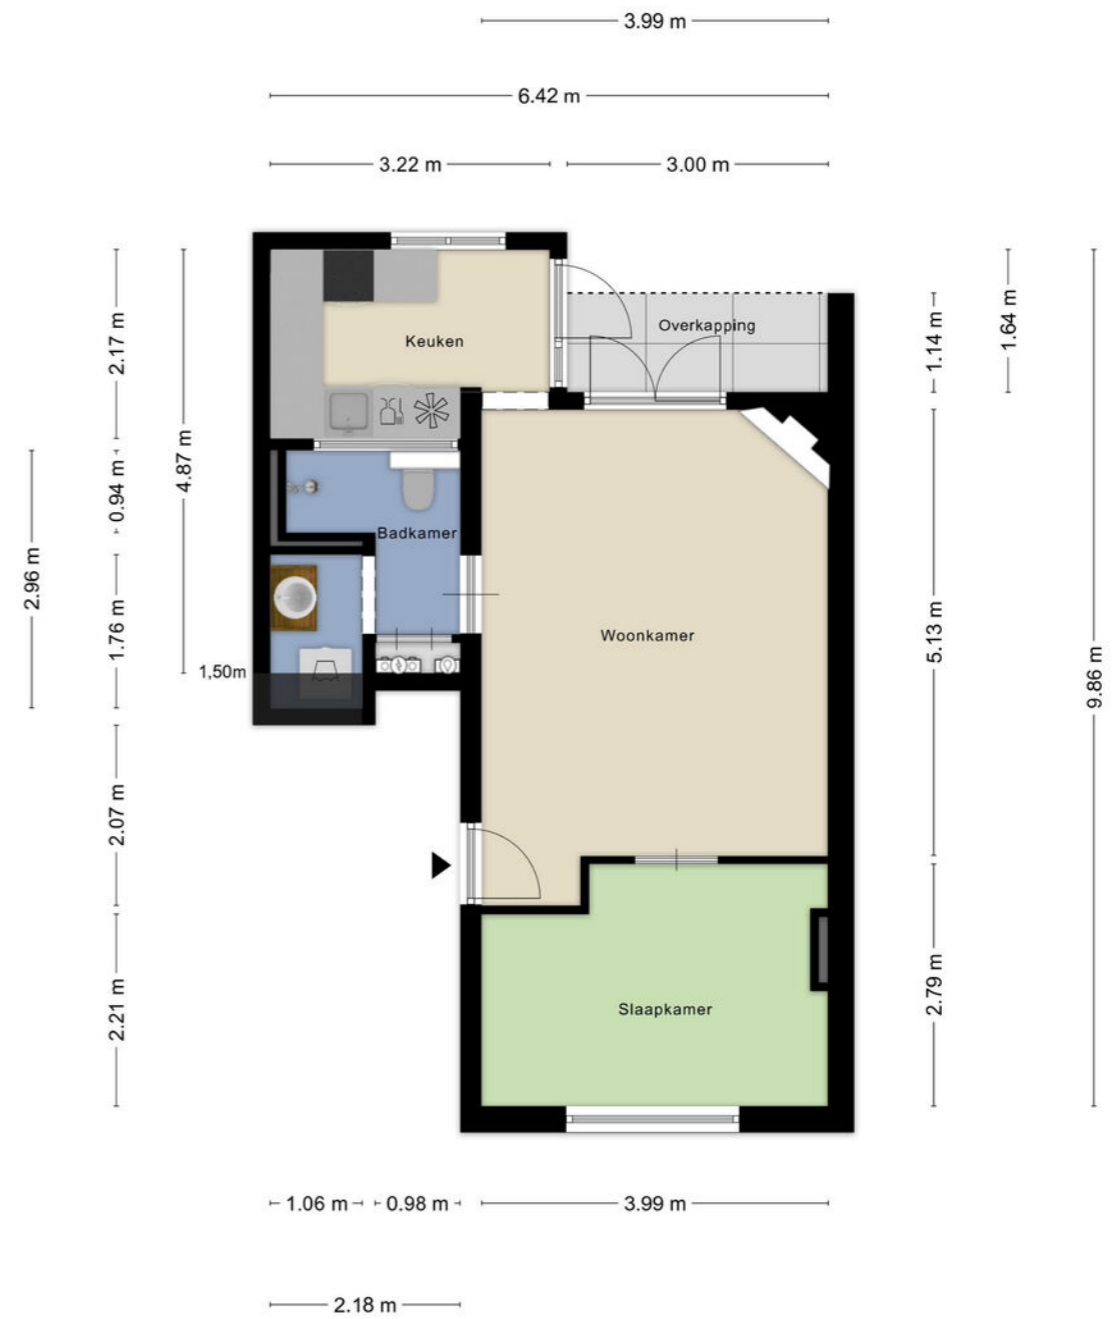 3.99 m
6.42 m
3.22 m
3.00 m
2.17 m
4.87 m
0.94 m
2.96 m
1.76 m
1,50m
2.07 m
2.21 m
Keuken
Overkapping
Badkamer
Woonkamer
Slaapkamer
1.14 m
1.64 m
5.13 m
9.86 m
2.79 m
1.06 m
0.98 m
3.99 m
2.18 m